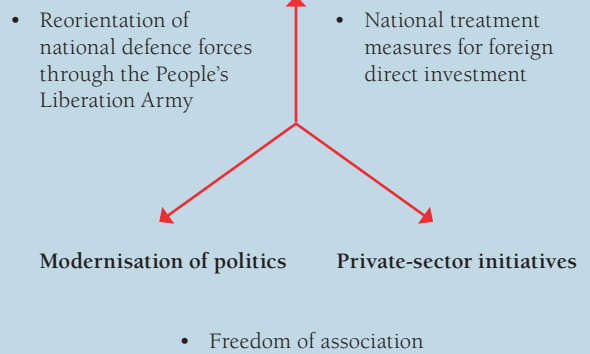 • Reorientation of
national defence forces
through the People's
Liberation Army
• National treatment
measures for foreign
direct investment
Modernisation of politics
Private-sector initiatives
• Freedom of association